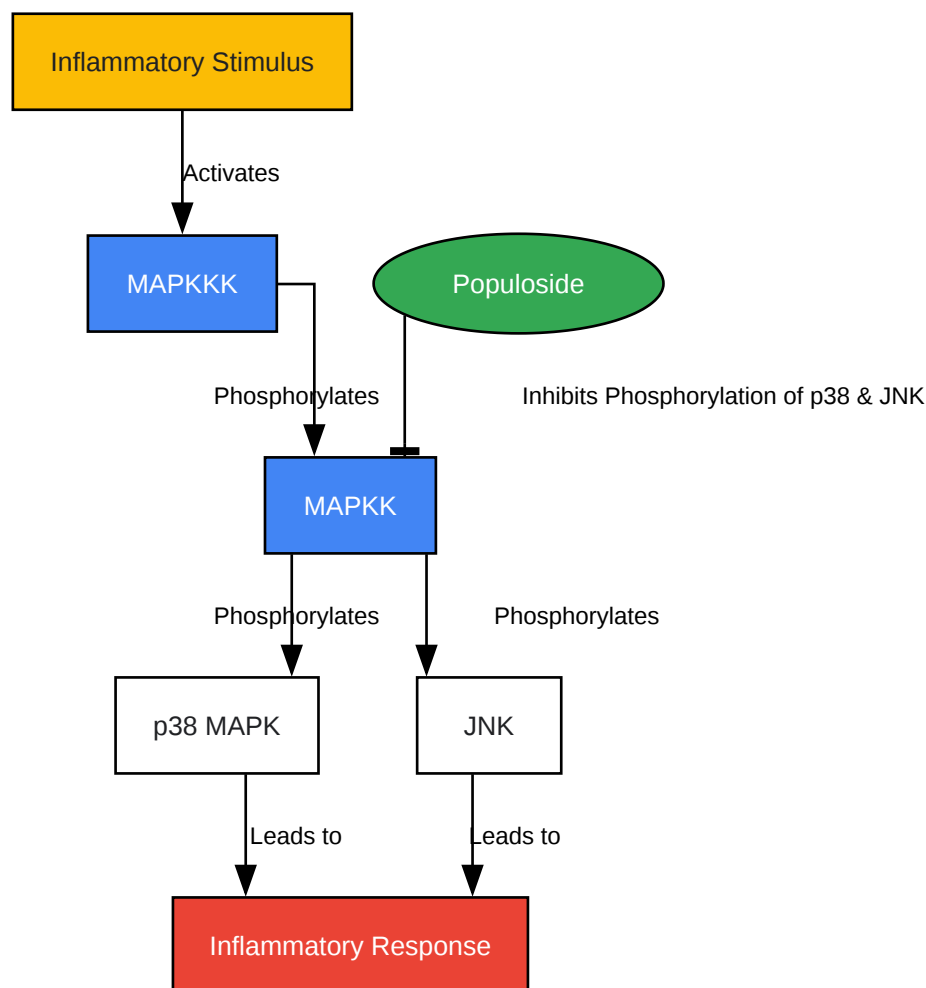 Inflammatory Stimulus
Activates
MAPKKK
Populoside
Phosphorylates
Inhibits Phosphorylation of p38 & JNK
MAPKK
Phosphorylates
Phosphorylates
p38 MAPK
JNK
Leads to
Leads to
Inflammatory Response